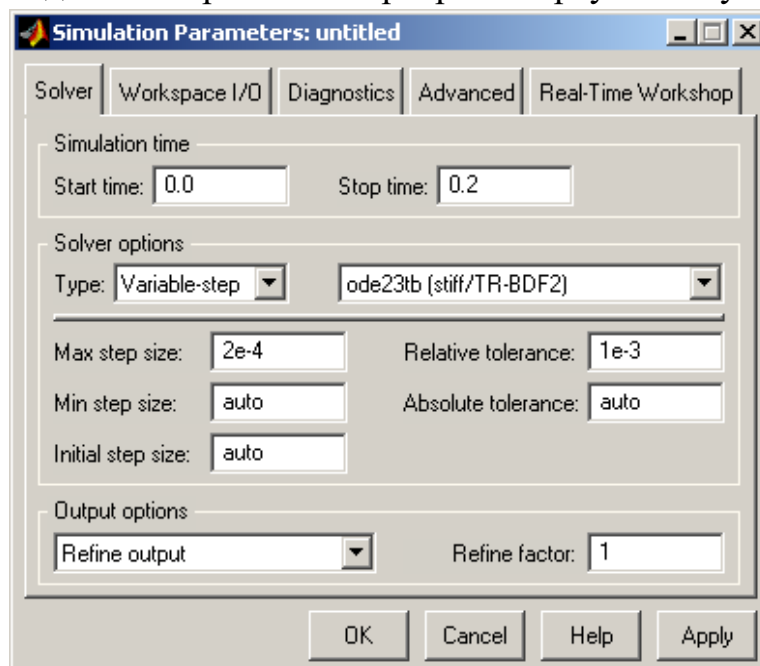 Simulation Parameters: untitled
Solver Workspace I/O Diagnostics Advanced Real-Time Workshop
Simulation time
Start time: 0.0 Stop time: 0.2
Solver options
Type: Variable-step ode23tb (stiff/TR-BDF2)
Max step size: 2e-4 Relative tolerance: 1e-3
Min step size: auto Absolute tolerance: auto
Initial step size: auto
Output options
Refine output Refine factor: 1
OK Cancel Help Apply